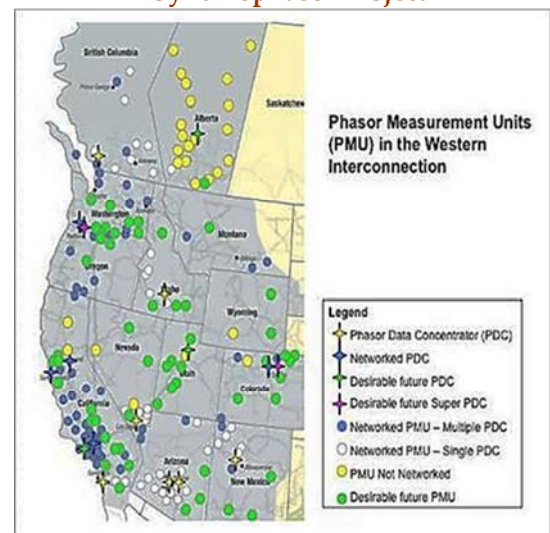 British Columbia
Alberta
Saskatchew
Phasor Measurement Units
(PMU) in the Western
Interconnection
Washington
Montana
Oregon
Idaho
Wyoming
Nevada
Utah
Colorado
California
Arizona
New Mexico
Legend
Phasor Data Concentrator (PDC)
Networked PDC
Desirable future PDC
Desirable future Super PDC
Networked PMU – Multiple PDC
Networked PMU – Single PDC
PMU Not Networked
Desirable future PMU